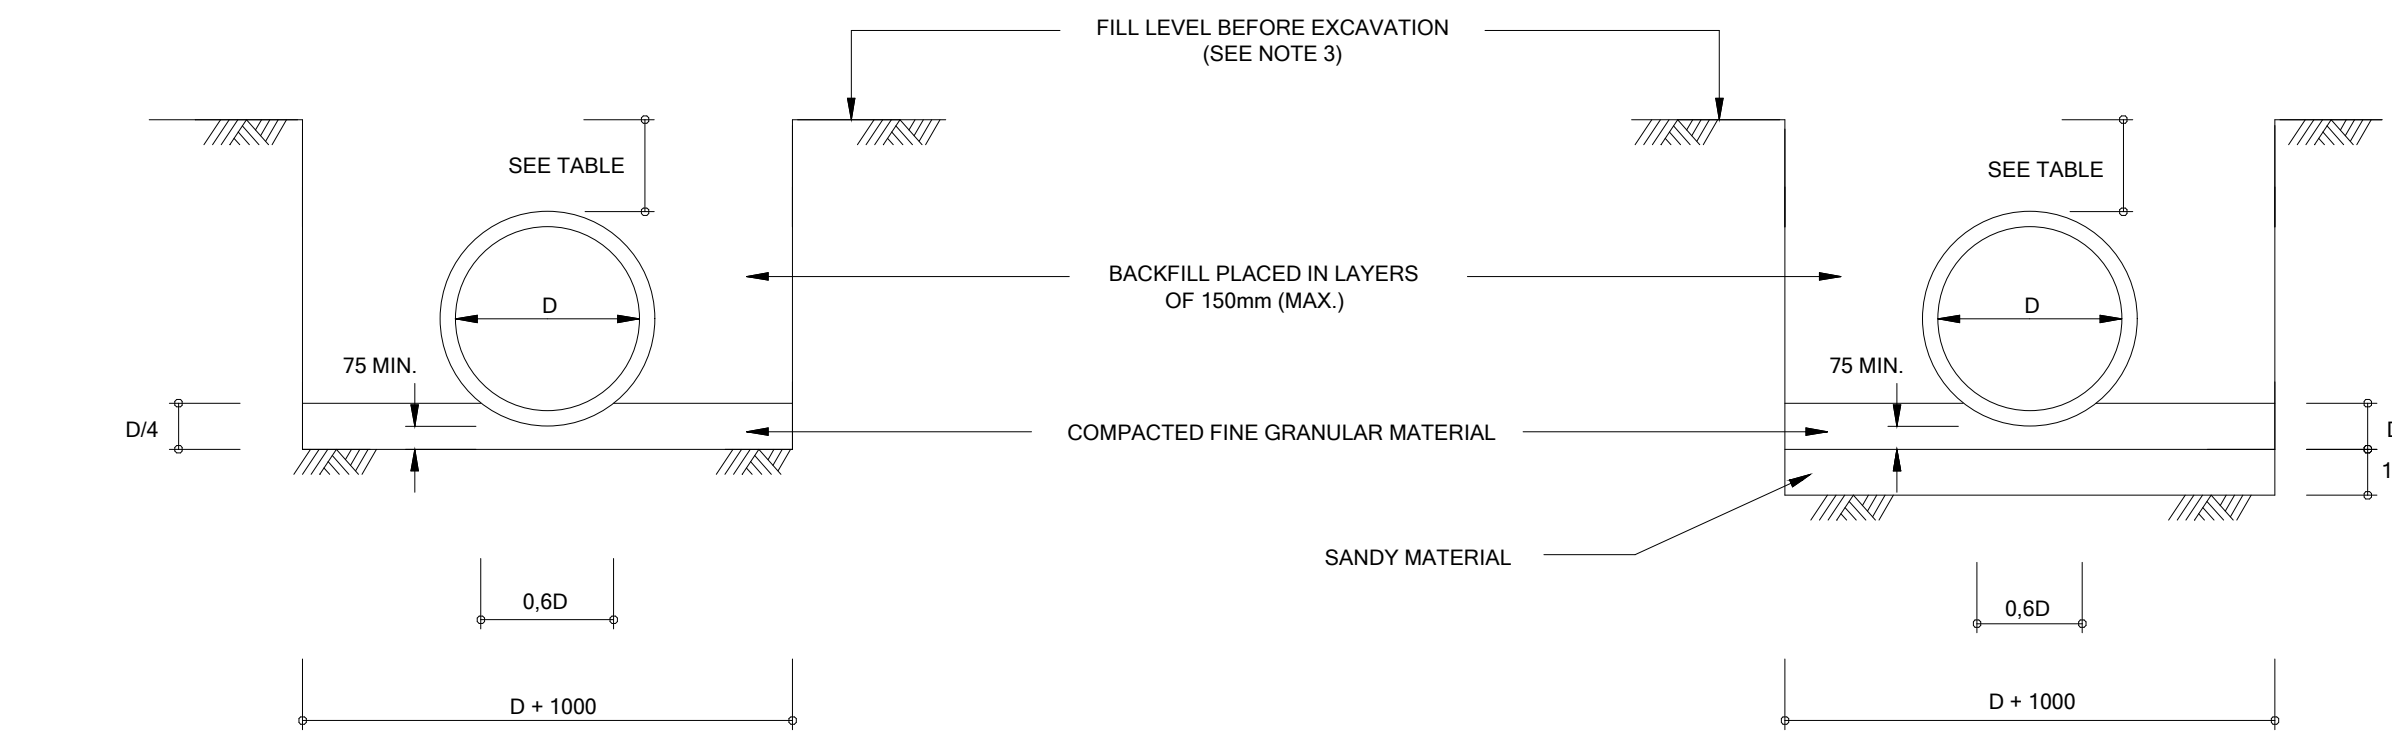 FILL LEVEL BEFORE EXCAVATION
(SEE NOTE 3)
SEE TABLE
SEE TABLE
BACKFILL PLACED IN LAYERS
OF 150mm (MAX.)
D
D
75 MIN.
75 MIN.
D/4
COMPACTED FINE GRANULAR MATERIAL
SANDY MATERIAL
0,6D
0,6D
D + 1000
D + 1000